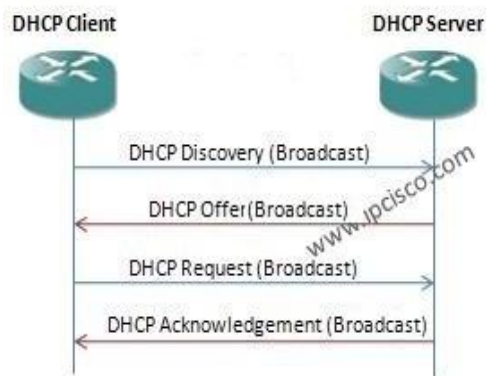 DHCP Client
DHCP Server
DHCP Discovery (Broadcast)
DHCP Offer(Broadcast)
www.ipcisco.com
DHCP Request (Broadcast)
DHCP Acknowledgement (Broadcast)